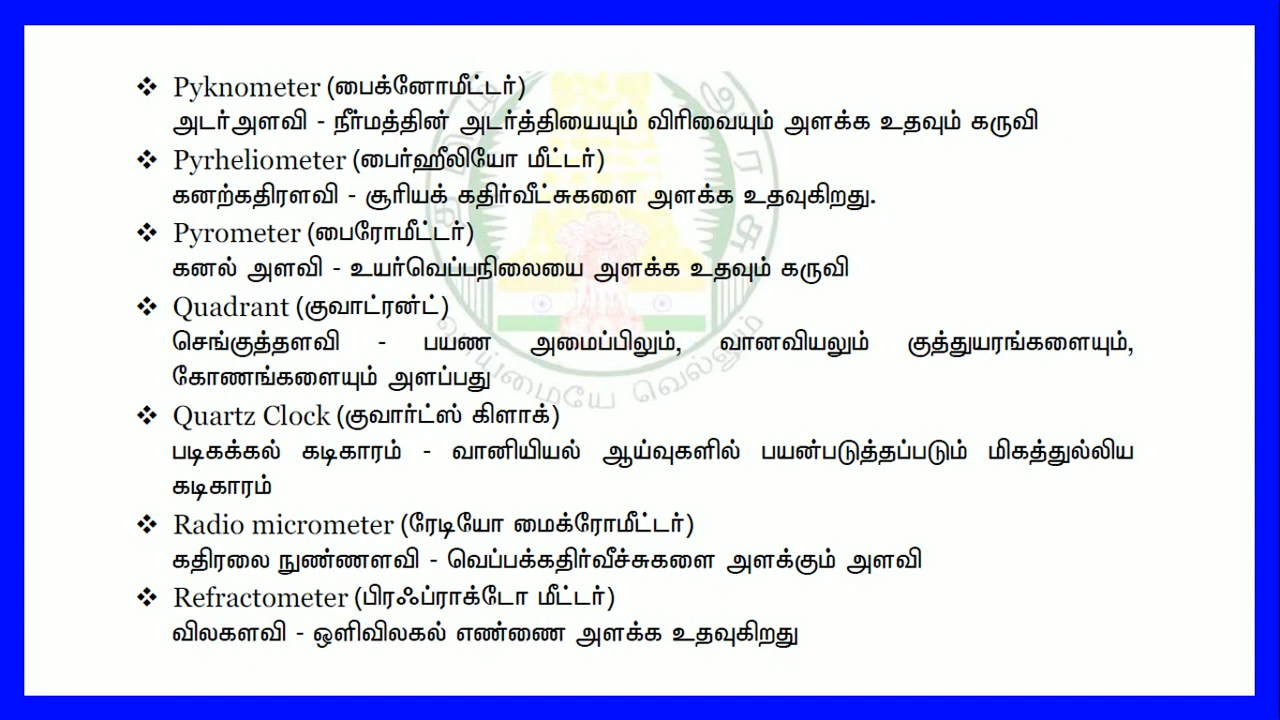 ❖ Pyknometer (பைக்னோமீட்டர்)
அடர்அளவி - நீர்மத்தின் அடர்த்தியையும் விரிவையும் அளக்க உதவும் கருவி
❖ Pyrheliometer (பைர்ஹீலியோ மீட்டர்)
கனற்கதிரளவி - சூரியக் கதிர்வீட்சுகளை அளக்க உதவுகிறது.
❖ Pyrometer (பைரோமீட்டர்)
கனல் அளவி - உயர்வெப்பநிலையை அளக்க உதவும் கருவி
❖ Quadrant (குவாட்ரன்ட்)
செங்குத்தளவி - பயண அமைப்பிலும், வானவியலும் குத்துயரங்களையும்,
கோணங்களையும் அளப்பது
❖ Quartz Clock (குவார்ட்ஸ் கிளாக்)
படிகக்கல் கடிகாரம் - வானியியல் ஆய்வுகளில் பயன்படுத்தப்படும் மிகத்துல்லிய
கடிகாரம்
❖ Radio micrometer (ரேடியோ மைக்ரோமீட்டர்)
கதிரலை நுண்ணளவி - வெப்பக்கதிர்வீச்சுகளை அளக்கும் அளவி
❖ Refractometer (பிரஃப்ராக்டோ மீட்டர்)
விலகளவி - ஒளிவிலகல் எண்ணை அளக்க உதவுகிறது
தமிழ் அரசு
வாய்மையே வெல்லும்